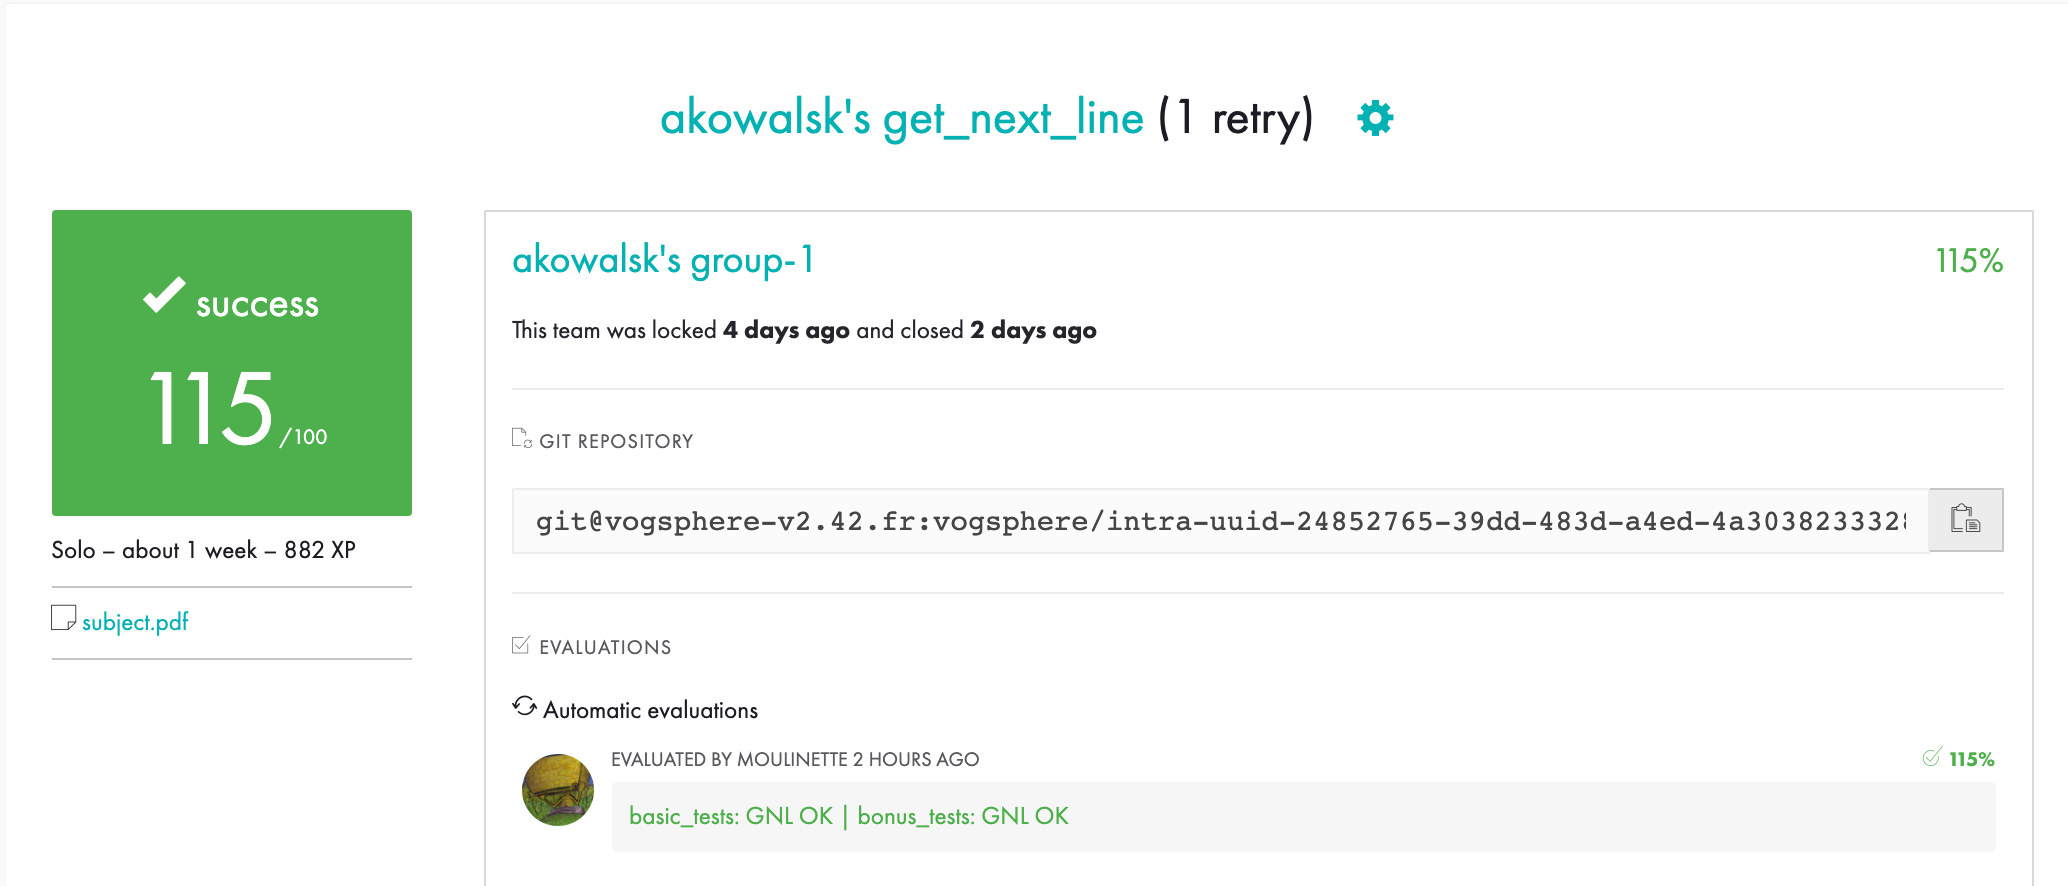 akowalsk's get_next_line (1 retry)
success
115 /100
Solo – about 1 week – 882 XP
subject.pdf
akowalsk's group-1
115%
This team was locked 4 days ago and closed 2 days ago
GIT REPOSITORY
git@vogsphere-v2.42.fr:vogsphere/intra-uuid-24852765-39dd-483d-a4ed-4a3038233328
EVALUATIONS
Automatic evaluations
EVALUATED BY MOULINETTE 2 HOURS AGO
115%
basic_tests: GNL OK | bonus_tests: GNL OK